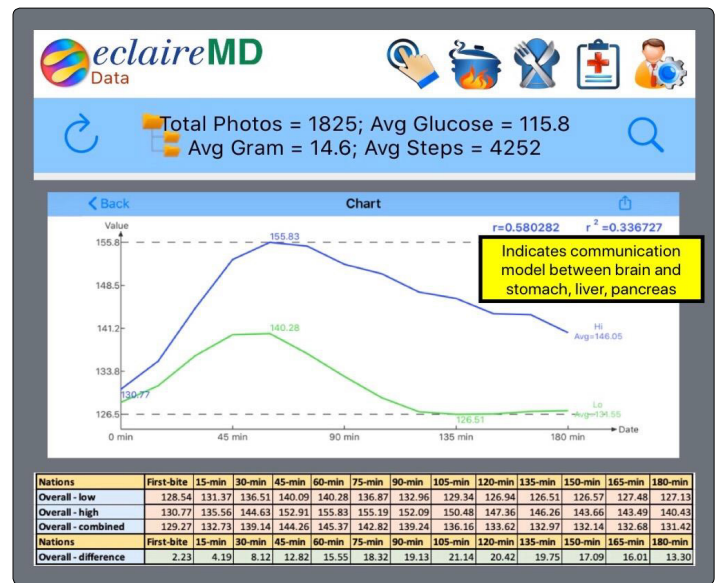 eclaireMD
Data
Total Photos = 1825; Avg Glucose = 115.8
Avg Gram = 14.6; Avg Steps = 4252
Back Chart
Value r=0.580282 r 2 =0.336727
155.8 155.83
Indicates communication
model between brain and
stomach, liver, pancreas
148.5
141.2 140.28 Hi
Avg=146.05
133.8
130.77 Lo
126.5 126.51 Avg=131.55
Date
0 min 45 min 90 min 135 min 180 min
Nations First-bite 15-min 30-min 45-min 60-min 75-min 90-min 105-min 120-min 135-min 150-min 165-min 180-min
Overall - low 128.54 131.37 136.51 140.09 140.28 136.87 132.96 129.34 126.94 126.51 126.57 127.48 127.13
Overall - high 130.77 135.56 144.63 152.91 155.83 155.19 152.09 150.48 147.36 146.26 143.66 143.49 140.43
Overall - combined 129.27 132.73 139.14 144.26 145.37 142.82 139.24 136.16 133.62 132.97 132.14 132.68 131.42
Nations First-bite 15-min 30-min 45-min 60-min 75-min 90-min 105-min 120-min 135-min 150-min 165-min 180-min
Overall - difference 2.23 4.19 8.12 12.82 15.55 18.32 19.13 21.14 20.42 19.75 17.09 16.01 13.30